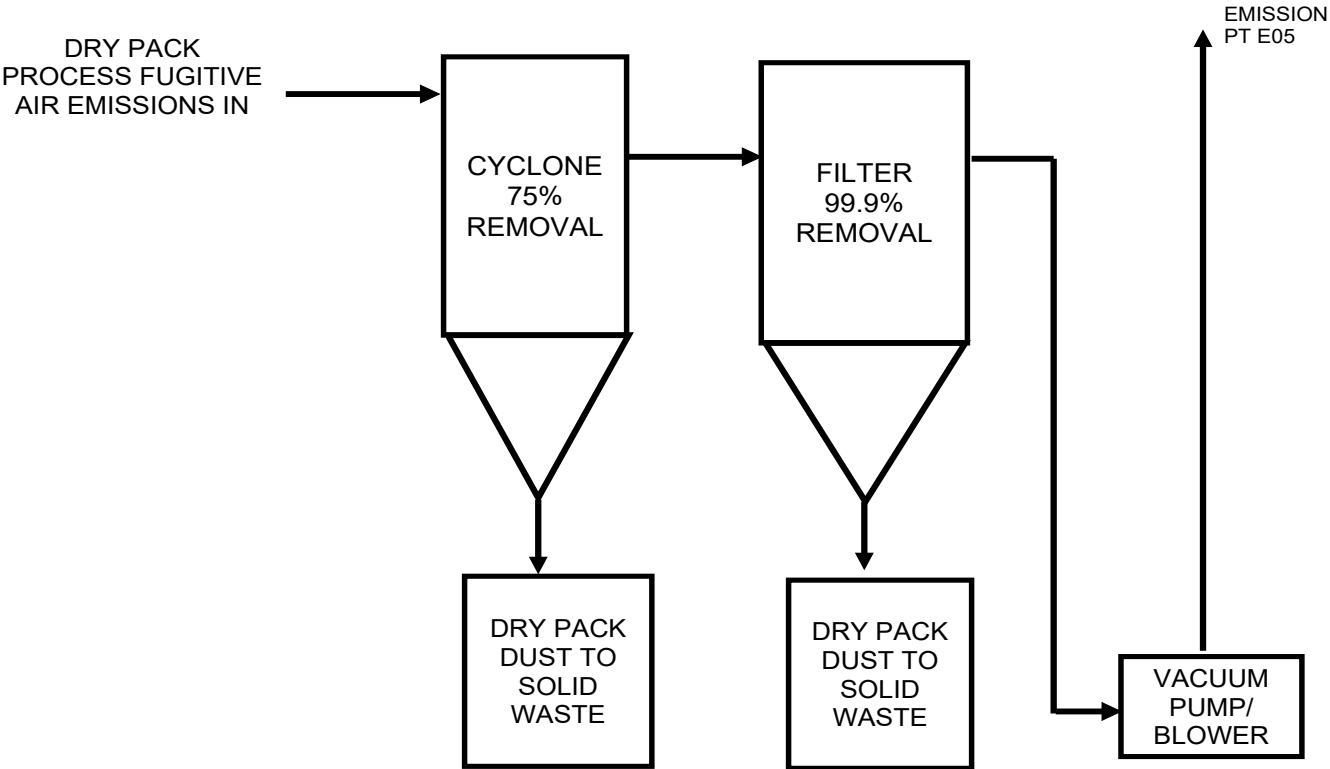 EMISSION
PT E05
DRY PACK
PROCESS FUGITIVE
AIR EMISSIONS IN
CYCLONE
75%
REMOVAL
FILTER
99.9%
REMOVAL
DRY PACK
DUST TO
SOLID
WASTE
DRY PACK
DUST TO
SOLID
WASTE
VACUUM
PUMP/
BLOWER